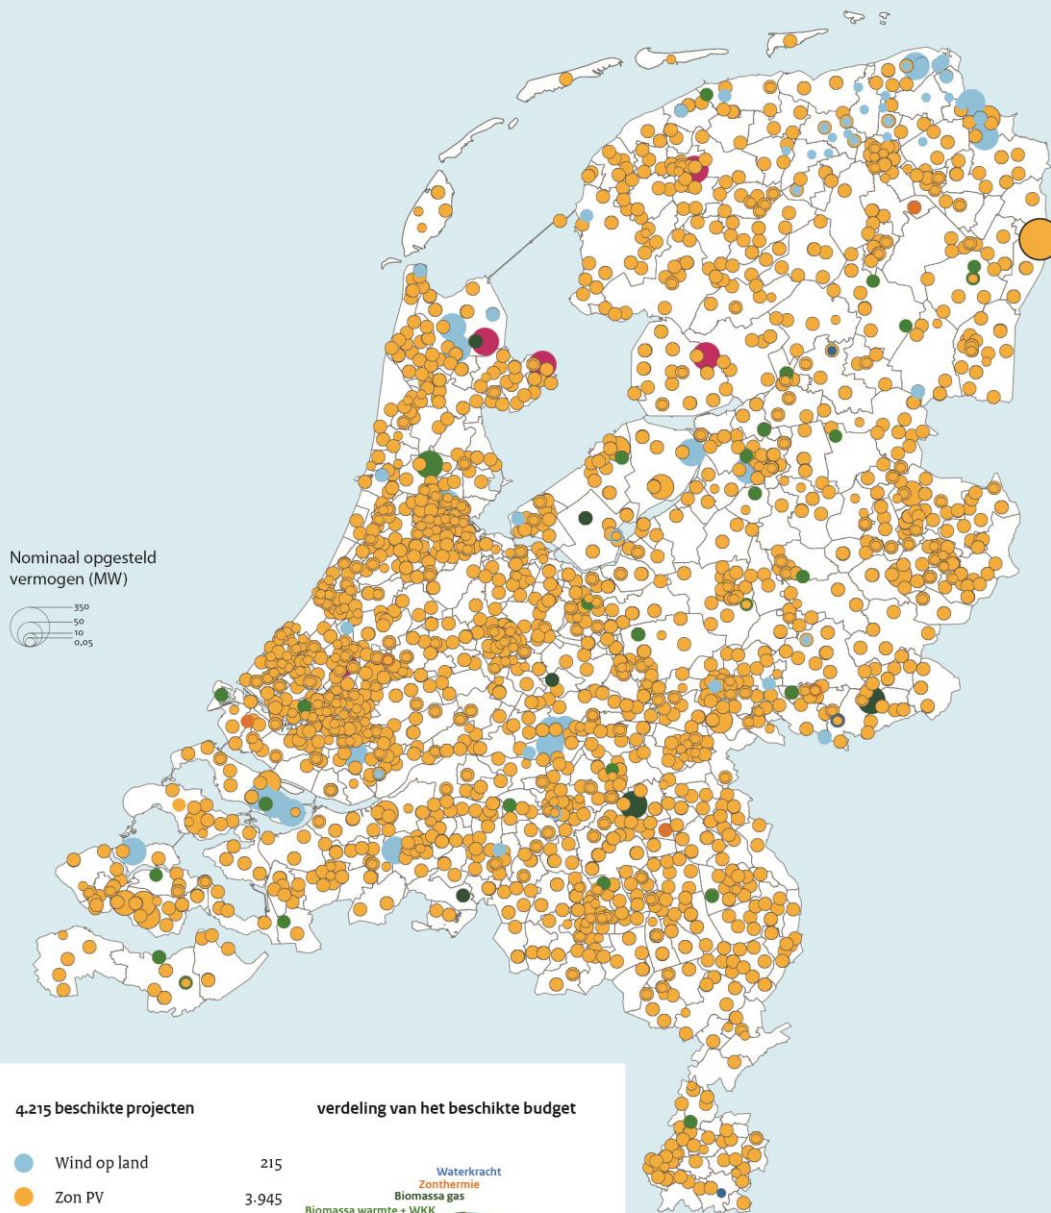 Nominaal opgesteld
vermogen (MW)
350
50
10
0,05
4.215 beschikte projecten
verdeling van het beschikte budget
Wind op land 215
Zon PV 3.945
Waterkracht
Zonthermie
Biomassa gas
Biomassa warmte + WKK